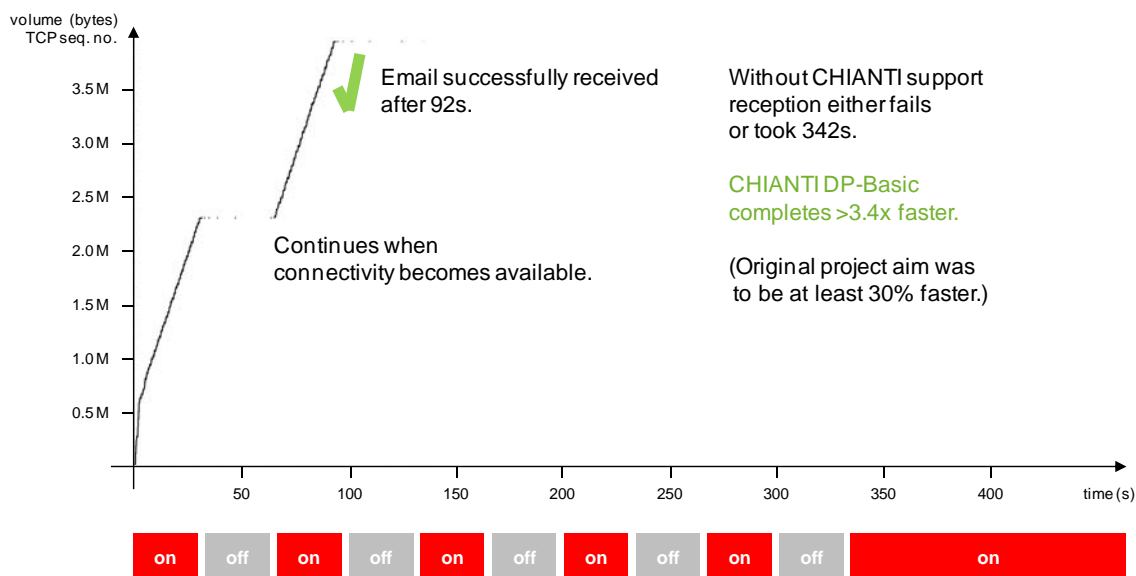 volume (bytes)
TCP seq. no.
3.5 M
3.0 M
2.5 M
2.0 M
1.5 M
1.0 M
0.5 M
Email successfully received
after 92s.
Continues when
connectivity becomes available.
Without CHIANTI support
reception either fails
or took 342s.
CHIANTI DP-Basic
completes >3.4x faster.
(Original project aim was
to be at least 30% faster.)
50 100 150 200 250 300 350 400 time (s)
on off on off on off on off on off on